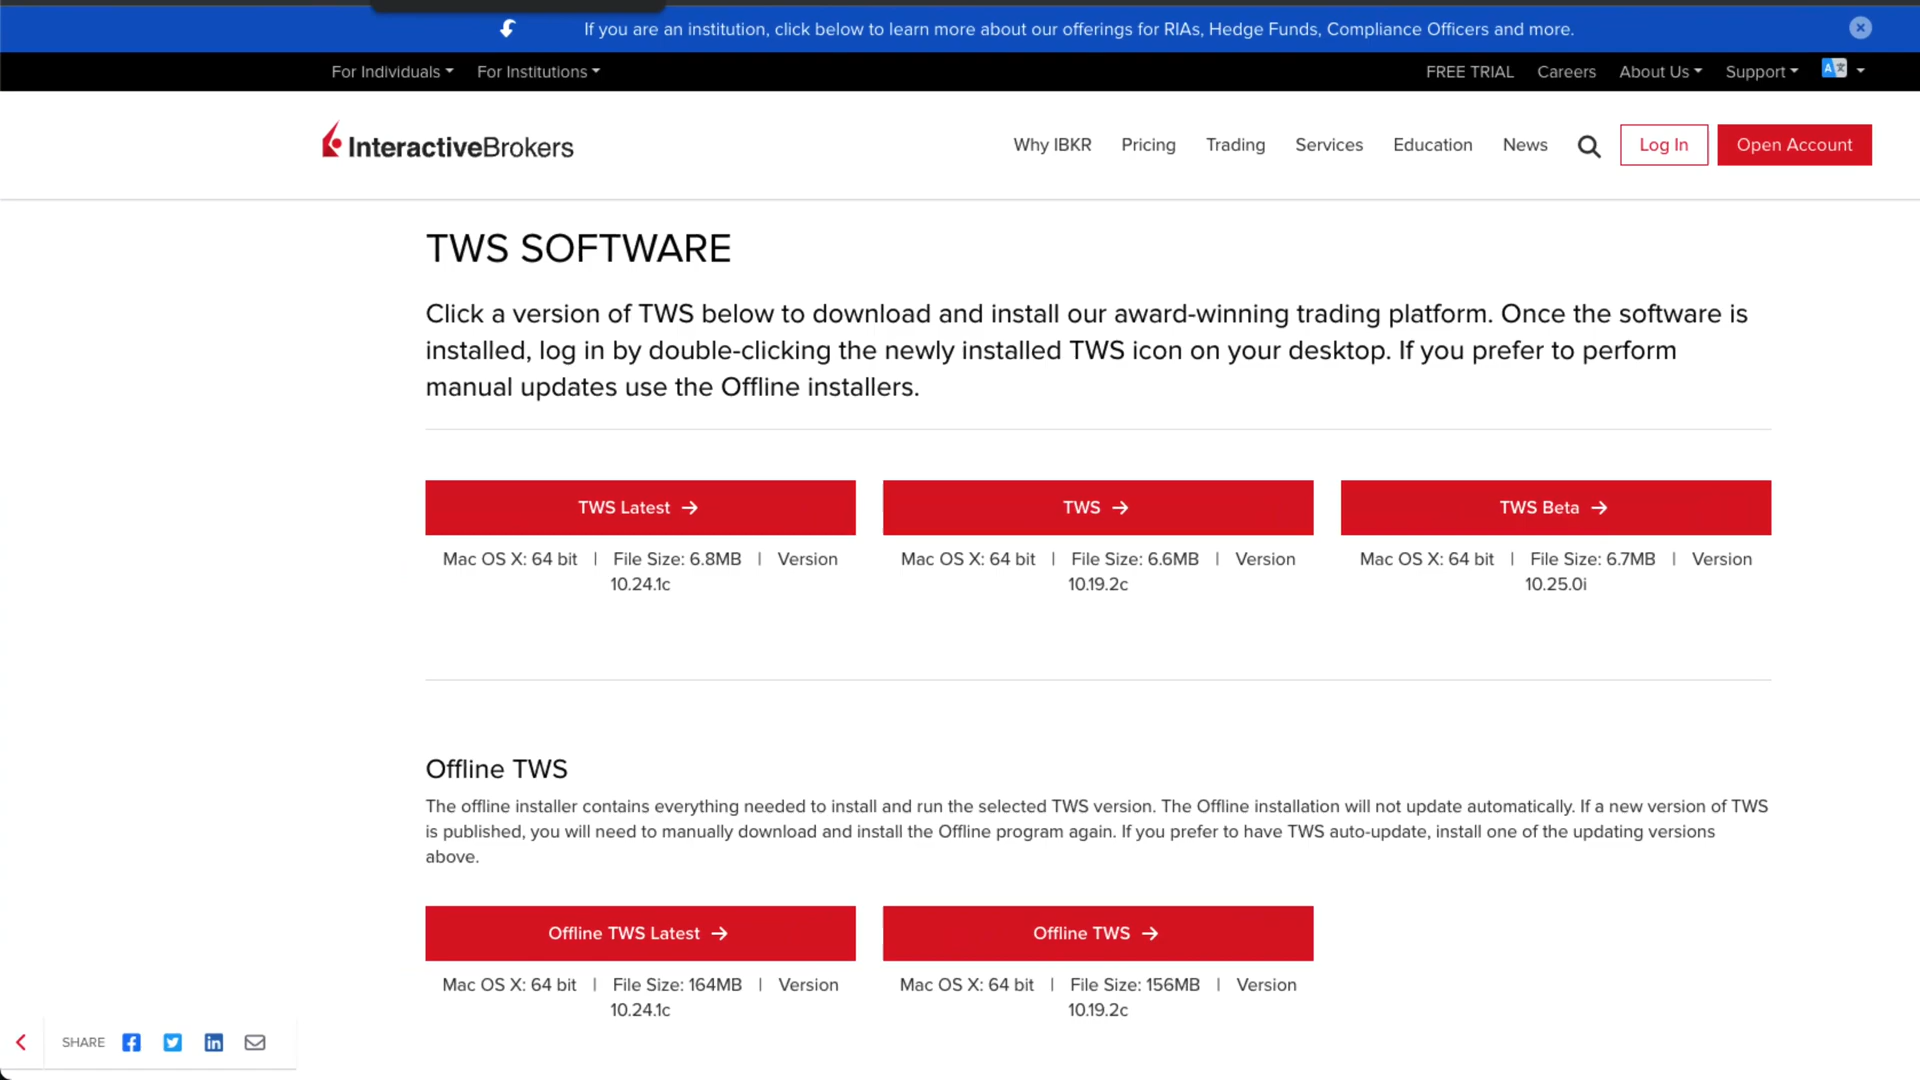 If you are an institution, click below to learn more about our offerings for RIAs, Hedge Funds, Compliance Officers and more.
For Individuals For Institutions FREE TRIAL Careers About Us Support
InteractiveBrokers Why IBKR Pricing Trading Services Education News Log In Open Account
TWS SOFTWARE
Click a version of TWS below to download and install our award-winning trading platform. Once the software is
installed, log in by double-clicking the newly installed TWS icon on your desktop. If you prefer to perform
manual updates use the Offline installers.
TWS Latest → TWS → TWS Beta →
Mac OS X: 64 bit | File Size: 6.8MB | Version
10.24.1c
Mac OS X: 64 bit | File Size: 6.6MB | Version
10.19.2c
Mac OS X: 64 bit | File Size: 6.7MB | Version
10.25.0i
Offline TWS
The offline installer contains everything needed to install and run the selected TWS version. The Offline installation will not update automatically. If a new version of TWS
is published, you will need to manually download and install the Offline program again. If you prefer to have TWS auto-update, install one of the updating versions
above.
Offline TWS Latest → Offline TWS →
Mac OS X: 64 bit | File Size: 164MB | Version
10.24.1c
Mac OS X: 64 bit | File Size: 156MB | Version
10.19.2c
SHARE